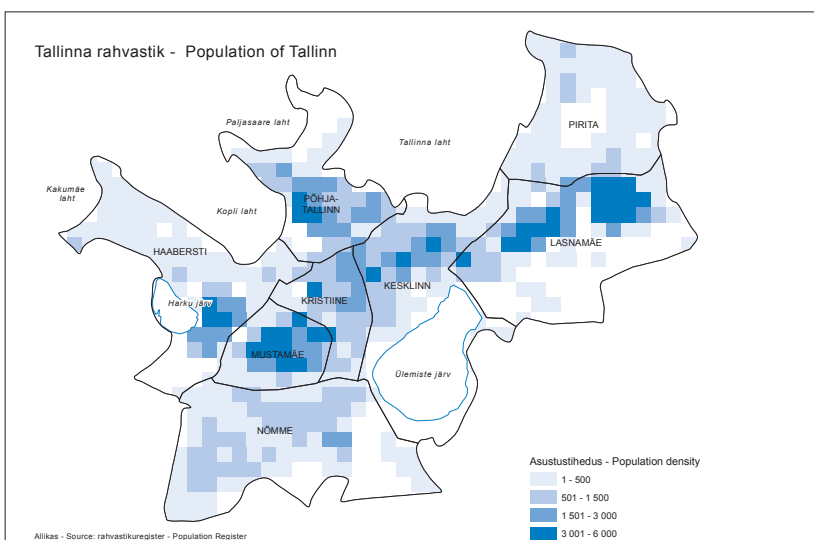 Tallinna rahvastik - Population of Tallinn
Paljasaare laht
Tallinna laht
PIRITA
Kakumäe
laht
Kopli laht
PÕHJA-
TALLINN
HAABERSTI
LASNAMÄE
KESKLINN
Harku järv
KRISTIINE
MUSTAMÄE
Ülemiste järv
NÕMME
Asustustihedus - Population density
1 - 500
501 - 1 500
1 501 - 3 000
3 001 - 6 000
Allikas - Source: rahvastikuregister - Population Register